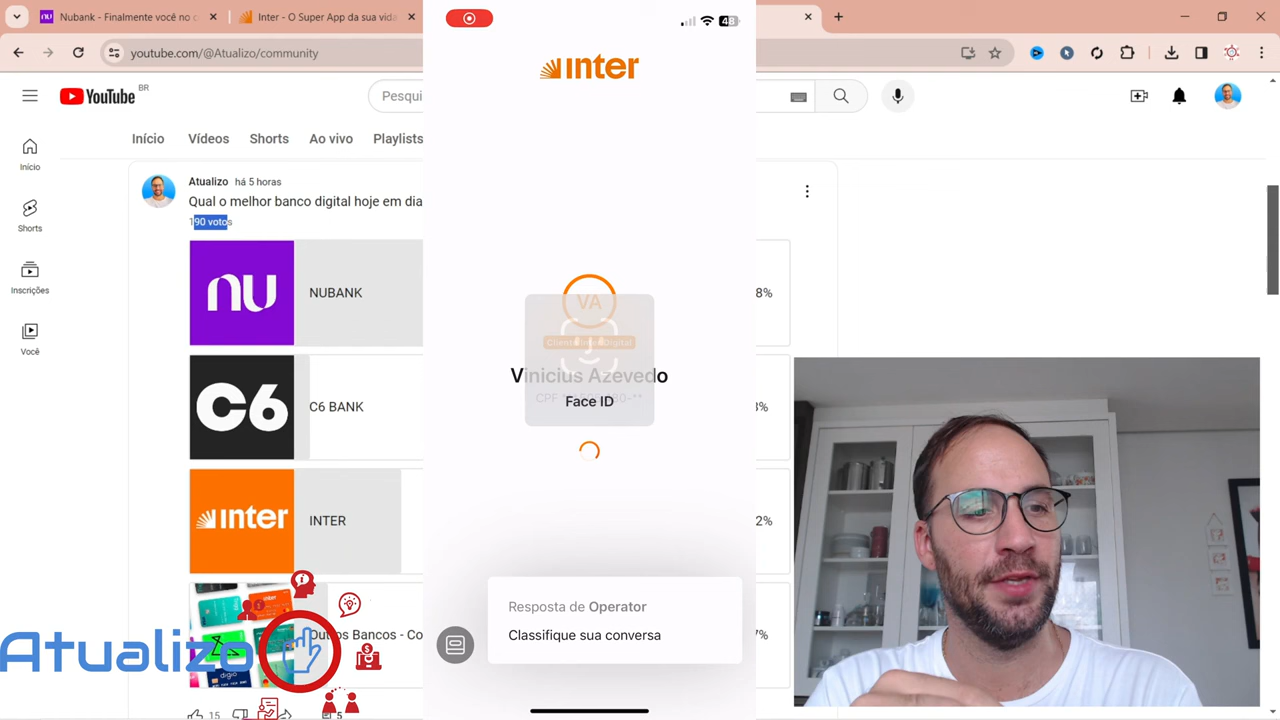 Nubank - Finalmente você no c
Inter - O Super App da sua vida
youtube.com/@Atualizo/community
YouTube BR
Pesqui
Início
Vídeos
Shorts
Ao vivo
Playlists
Início
Shorts
Inscrições
Você
Atualizo há 5 horas
Qual o melhor banco digital hoje em dia
190 votos
nu
NUBANK
8%
C6
C6 BANK
inter
INTER
2%
Outros Bancos - Co
7%
digio
15
5
Atualizo
48
inter
VA
Vinicius Azevedo
Face ID
Resposta de Operator
Classifique sua conversa